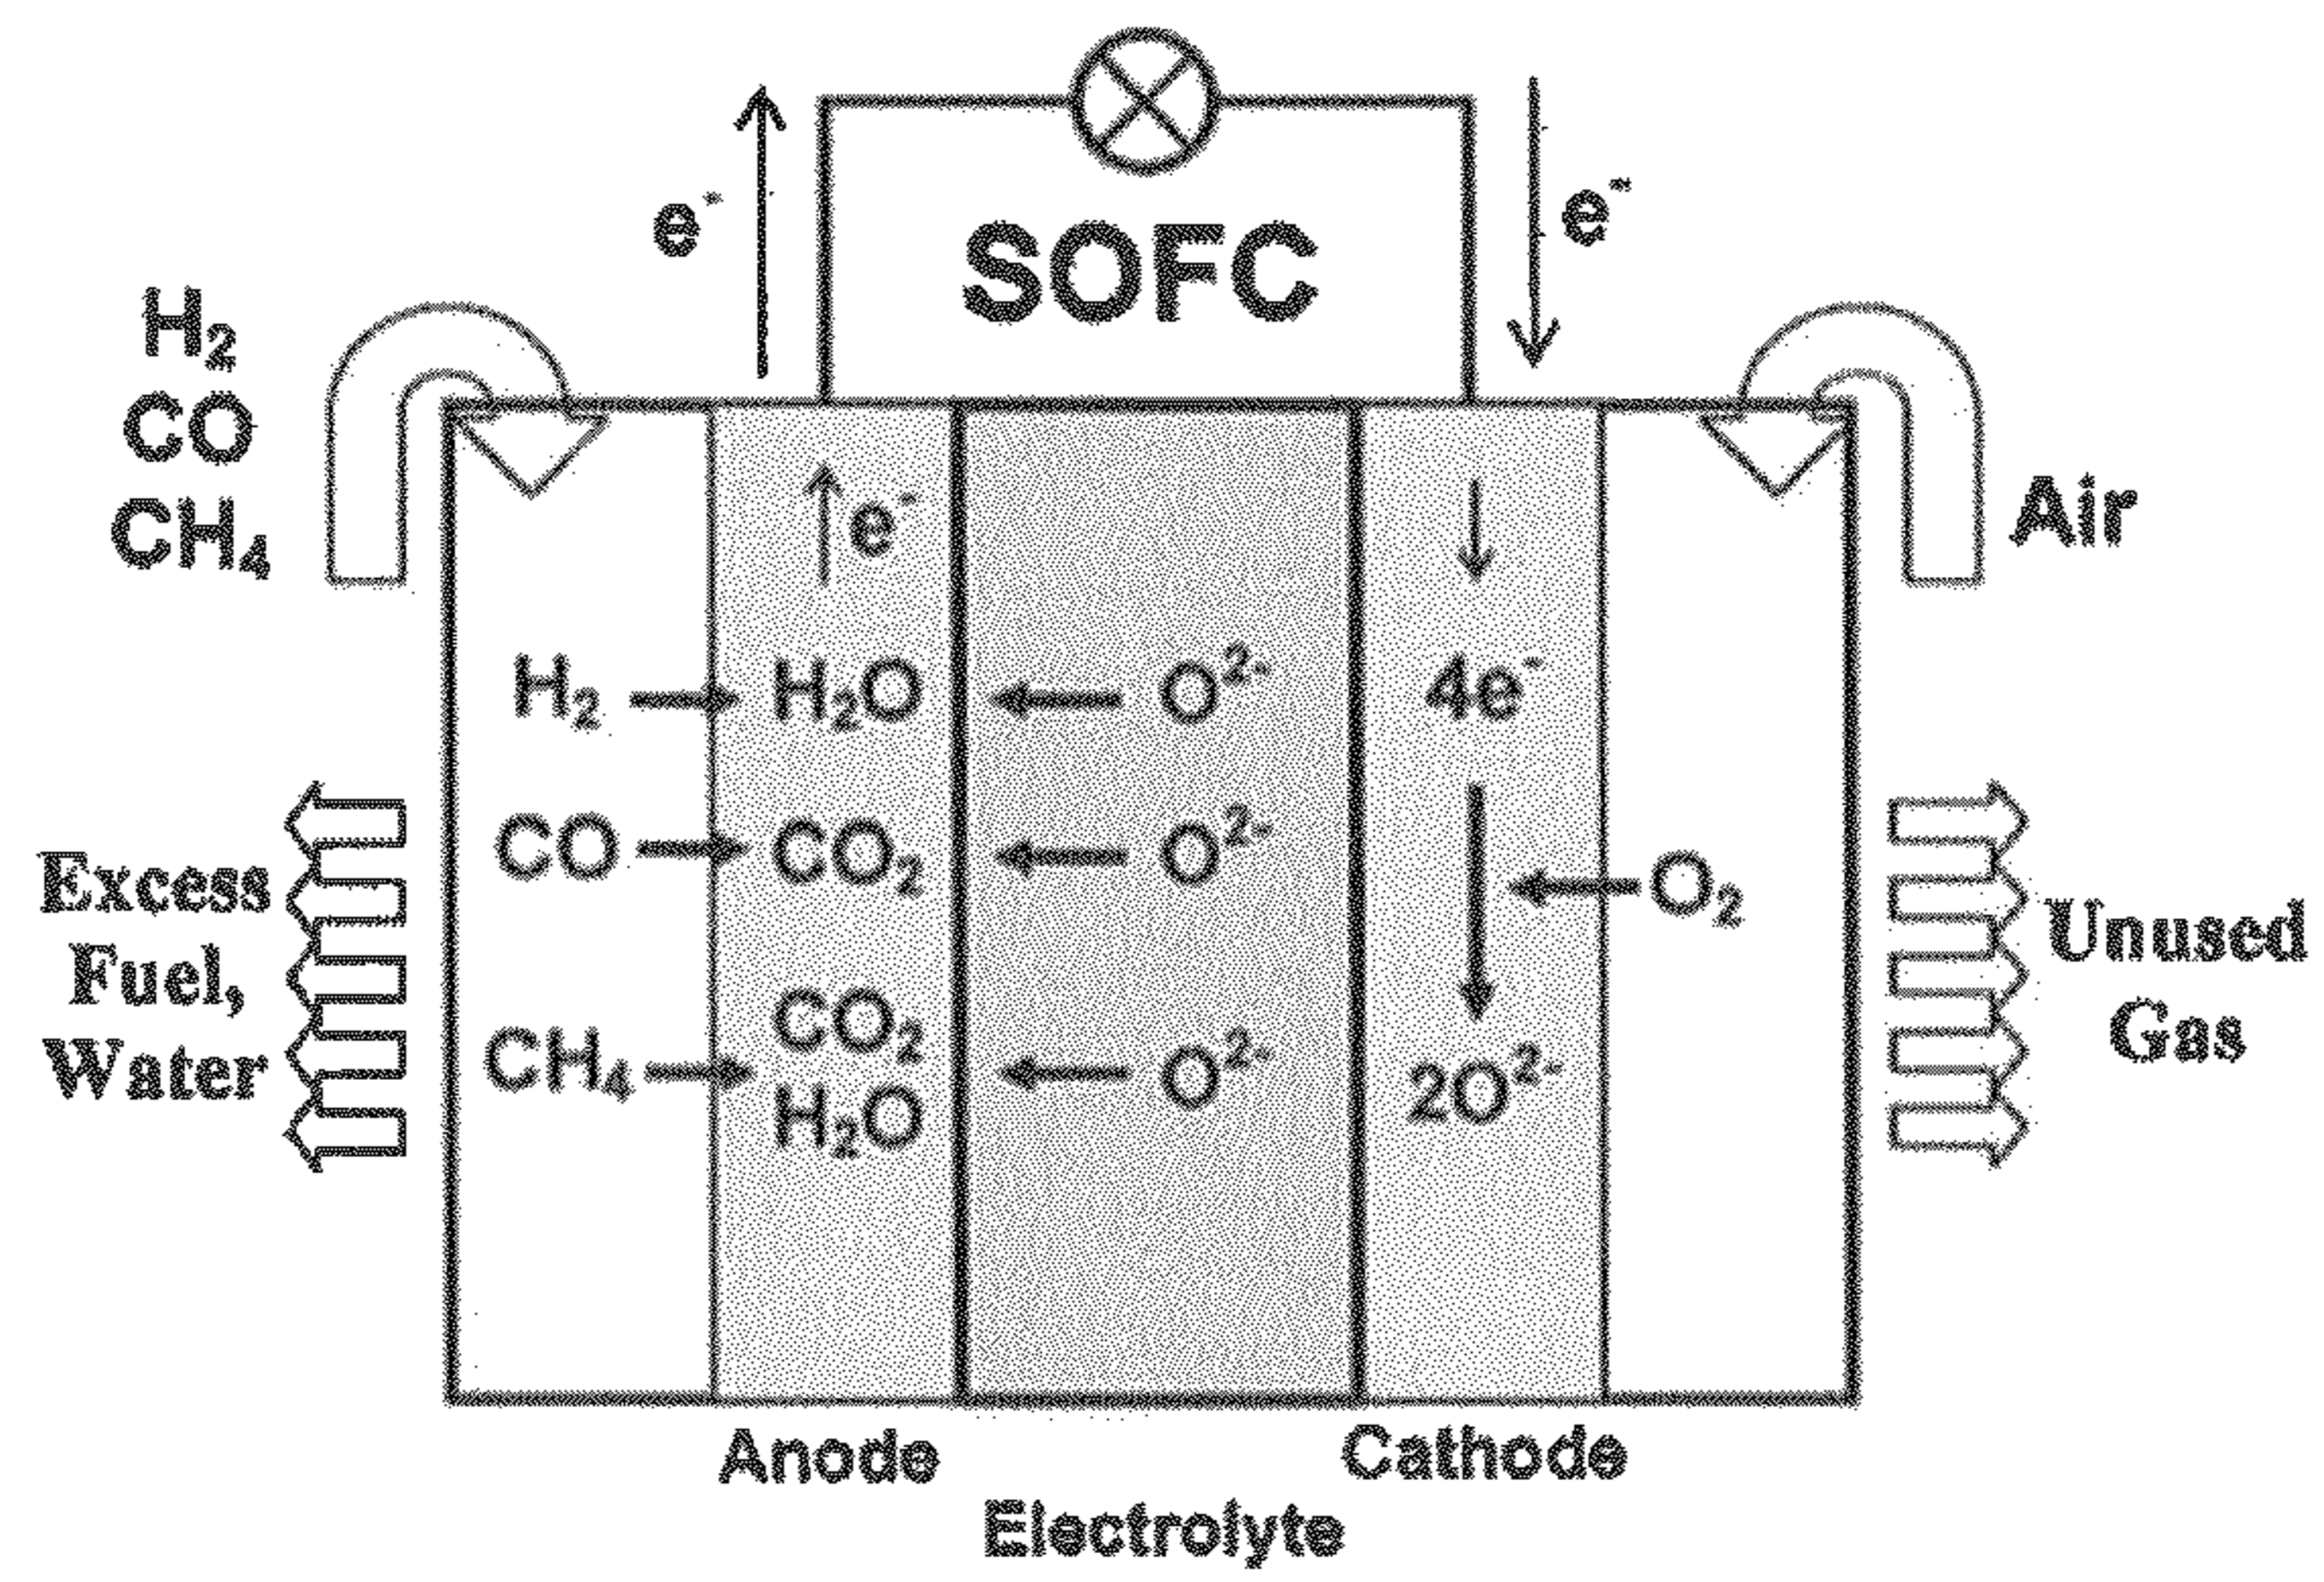 e⁻
e⁻
SOFC
H₂
CO
CH₄
Air
e⁻
H₂ H₂O O²⁻ 4e⁻
CO CO₂ O²⁻ O₂
CH₄ CO₂ O²⁻ 2O²⁻
H₂O
Excess
Fuel,
Water
Unused
Gas
Anode
Cathode
Electrolyte